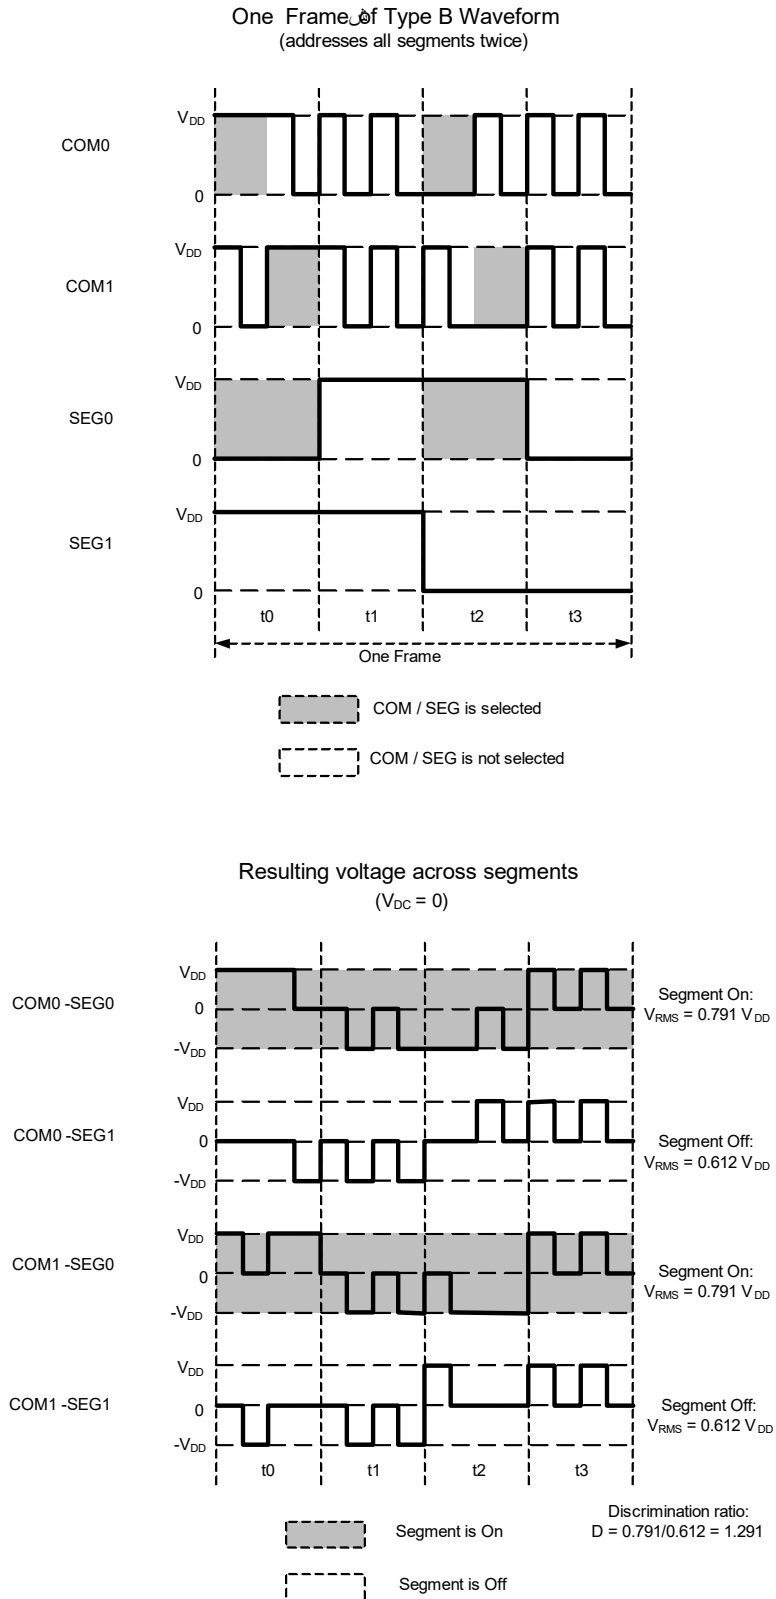 One Frame of Type B Waveform
(addresses all segments twice)
VDD
COM0
0
VDD
COM1
0
VDD
SEG0
0
VDD
SEG1
0
t0 t1 t2 t3
One Frame
COM / SEG is selected
COM / SEG is not selected
Resulting voltage across segments
(VDC = 0)
VDD
COM0 -SEG0
0
-VDD
Segment On:
VRMS = 0.791 VDD
VDD
COM0 -SEG1
0
-VDD
Segment Off:
VRMS = 0.612 VDD
VDD
COM1 -SEG0
0
-VDD
Segment On:
VRMS = 0.791 VDD
VDD
COM1 -SEG1
0
-VDD
Segment Off:
VRMS = 0.612 VDD
t0 t1 t2 t3
Discrimination ratio:
D = 0.791/0.612 = 1.291
Segment is On
Segment is Off